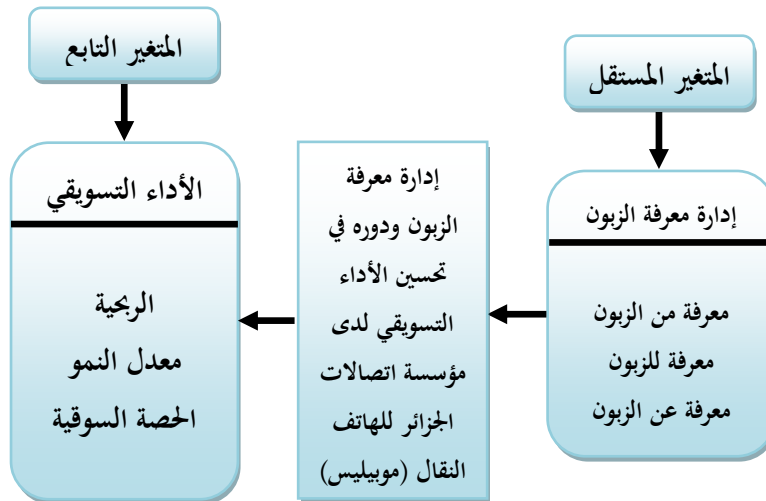 المتغير المستقل
إدارة معرفة الزبون
معرفة من الزبون
معرفة للزبون
معرفة عن الزبون
إدارة معرفة
الزبون ودوره في
تحسين الأداء
التسويقي لدى
مؤسسة اتصالات
الجزائر للهاتف
النقال (موبيليس)
المتغير التابع
الأداء التسويقي
الربحية
معدل النمو
الحصة السوقية